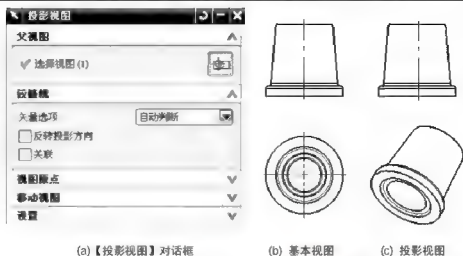 投影视图
父视图
选择视图 (1)
铰链线
矢量选项
自动判断
反转投影方向
关联
视图原点
移动视图
设置
(a)【投影视图】对话框
(b) 基本视图
(c) 投影视图